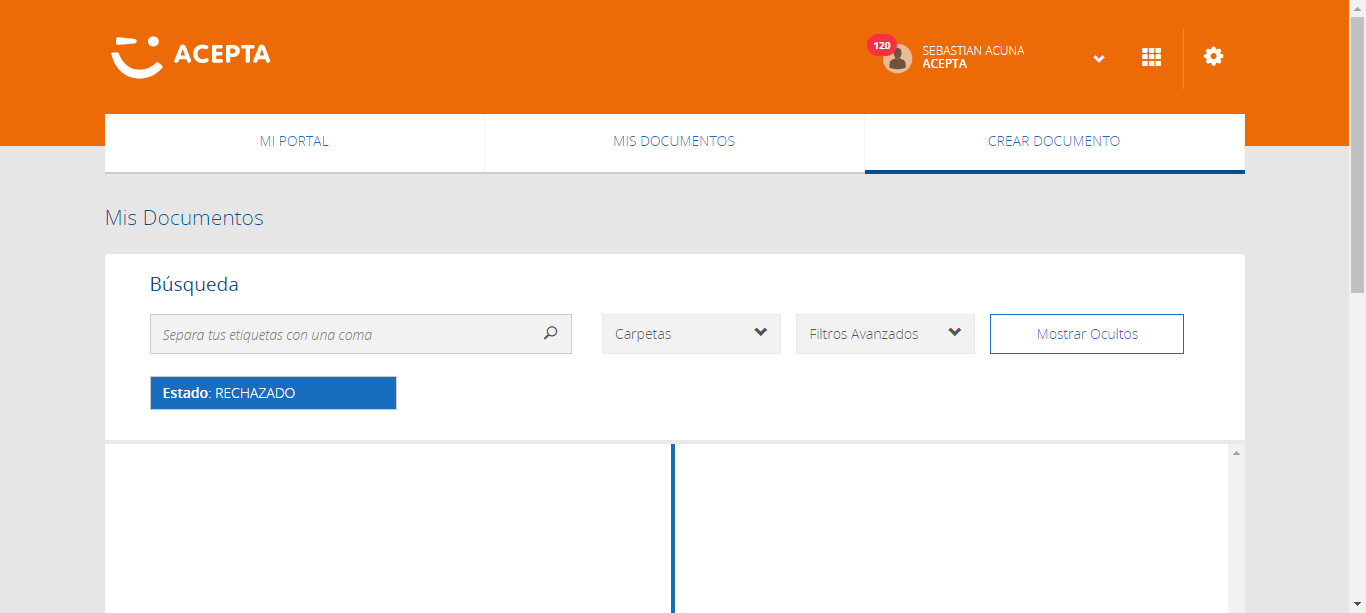 ACEPTA
120
SEBASTIAN ACUNA
ACEPTA
MI PORTAL
MIS DOCUMENTOS
CREAR DOCUMENTO
Mis Documentos
Búsqueda
Separa tus etiquetas con una coma
Carpetas
Filtros Avanzados
Mostrar Ocultos
Estado: RECHAZADO